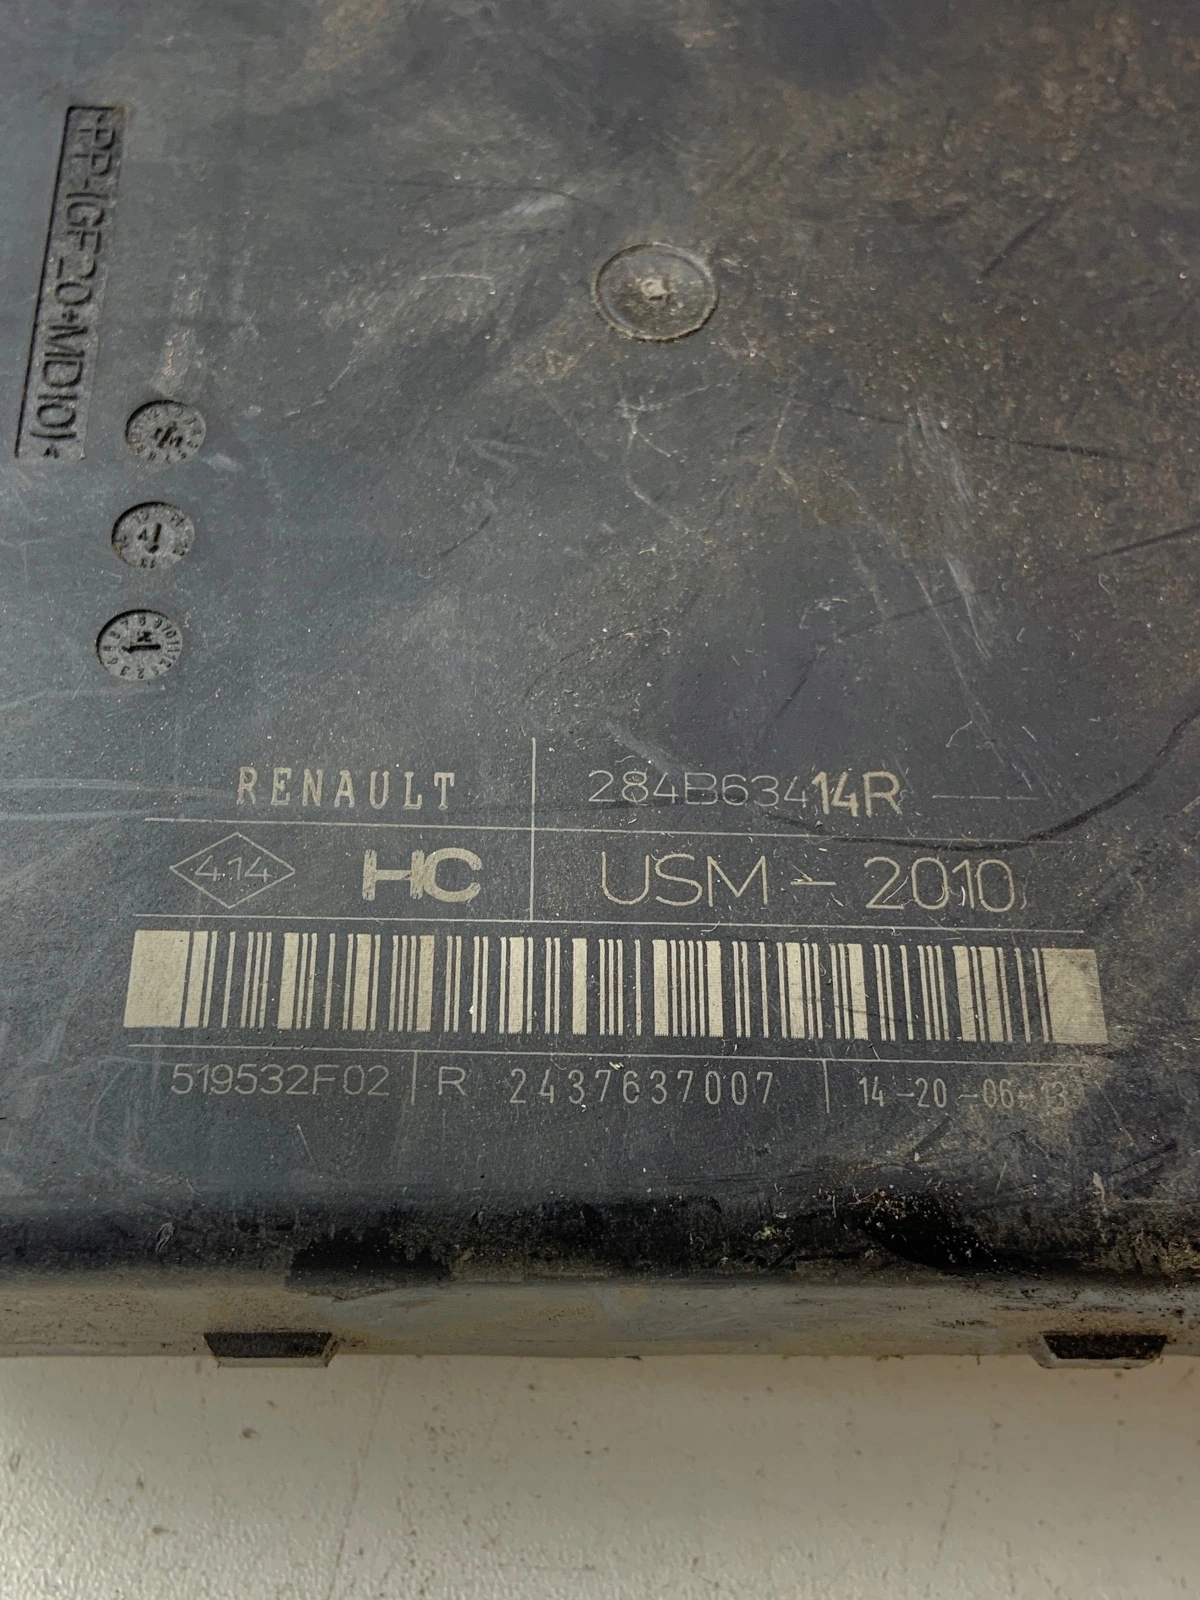 >PP-(GF20+MD10)<
RENAULT 284B63414R ---
4.14 HC USM - 2010
519532F02 R 2437637007 14-20-06-13